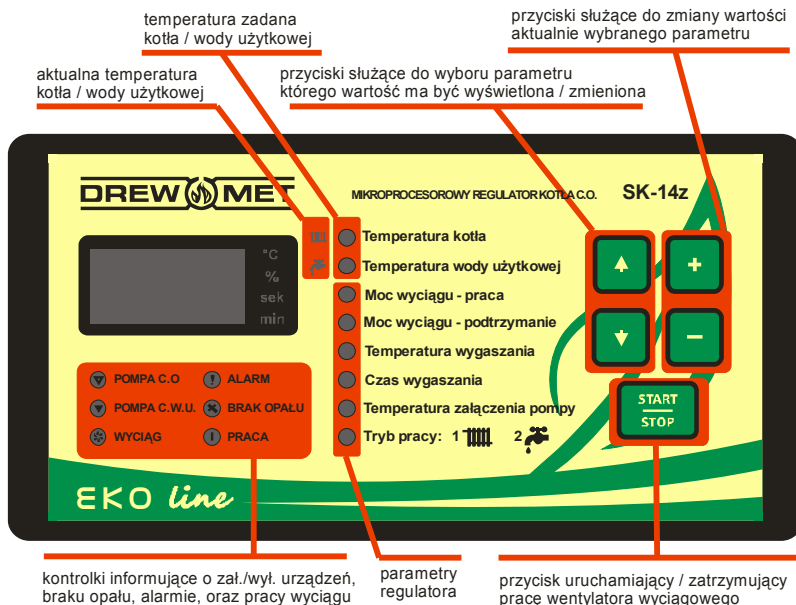 temperatura zadana
kotła / wody użytkowej
przyciski służące do zmiany wartości
aktualnie wybranego parametru
aktualna temperatura
kotła / wody użytkowej
przyciski służące do wyboru parametru
którego wartość ma być wyświetlona / zmieniona
DREWMET
MIKROPROCESOROWY REGULATOR KOTŁA C.O. SK-14z
°C
%
sek
min
Temperatura kotła
Temperatura wody użytkowej
Moc wyciągu - praca
Moc wyciągu - podtrzymanie
Temperatura wygaszania
Czas wygaszania
Temperatura załączenia pompy
Tryb pracy: 1 2
+
−
START
STOP
POMPA C.O ALARM
POMPA C.W.U. BRAK OPAŁU
WYCIĄG PRACA
EKO line
kontrolki informujące o zał./wył. urządzeń,
braku opału, alarmie, oraz pracy wyciągu
parametry
regulatora
przycisk uruchamiający / zatrzymujący
pracę wentylatora wyciągowego